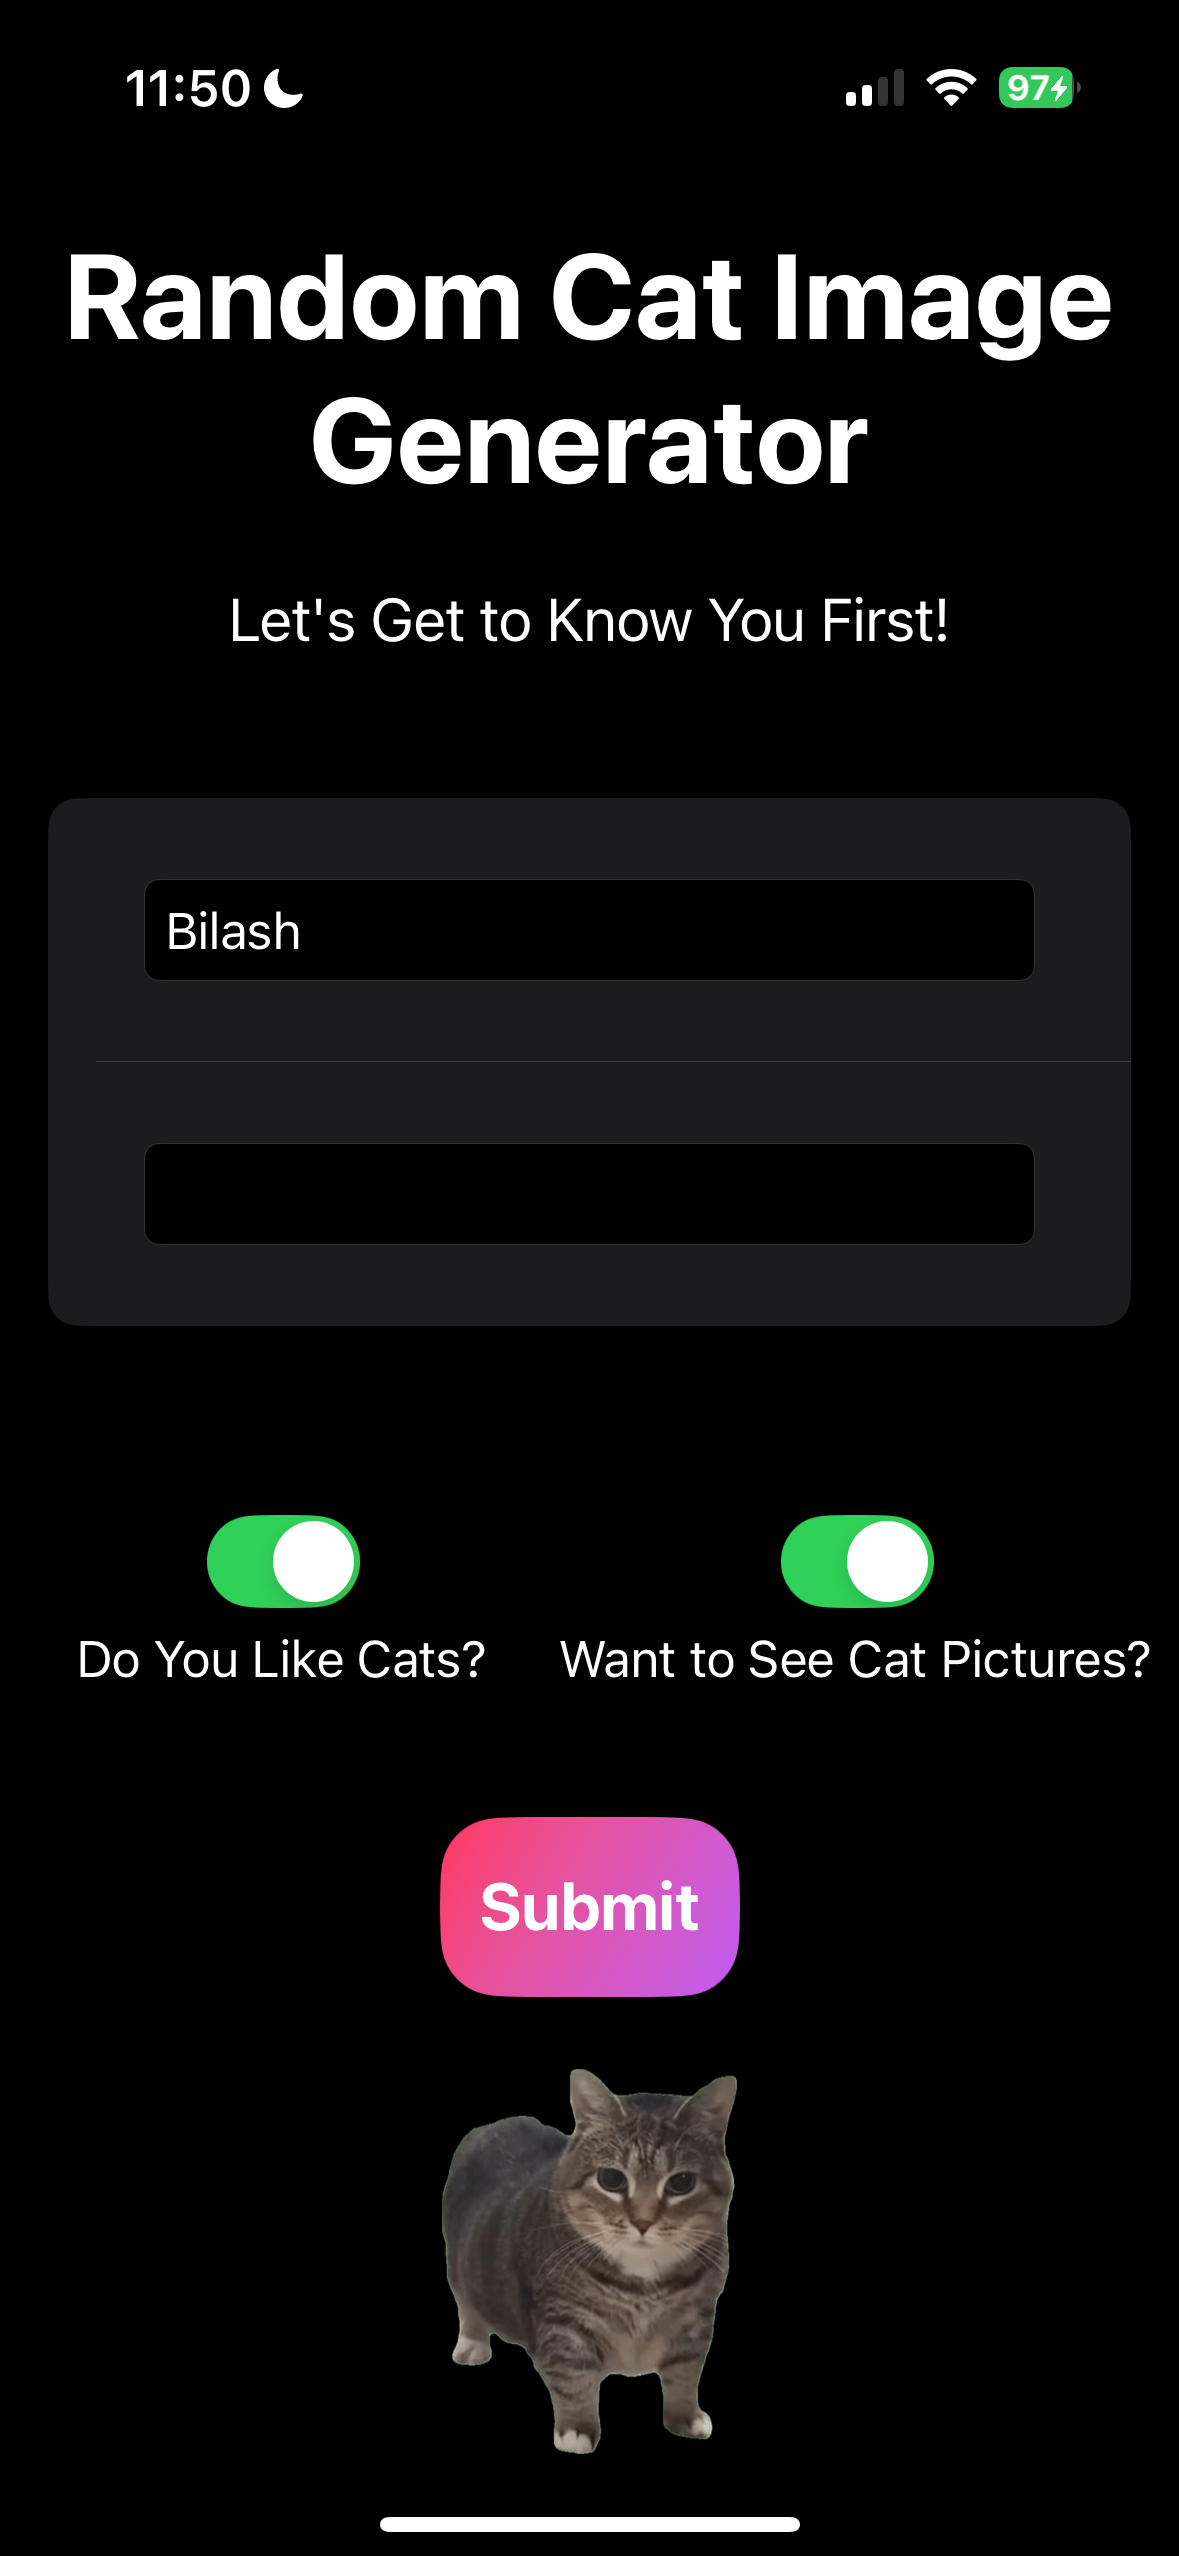 11:50
97
Random Cat Image
Generator
Let's Get to Know You First!
Bilash
Do You Like Cats?
Want to See Cat Pictures?
Submit